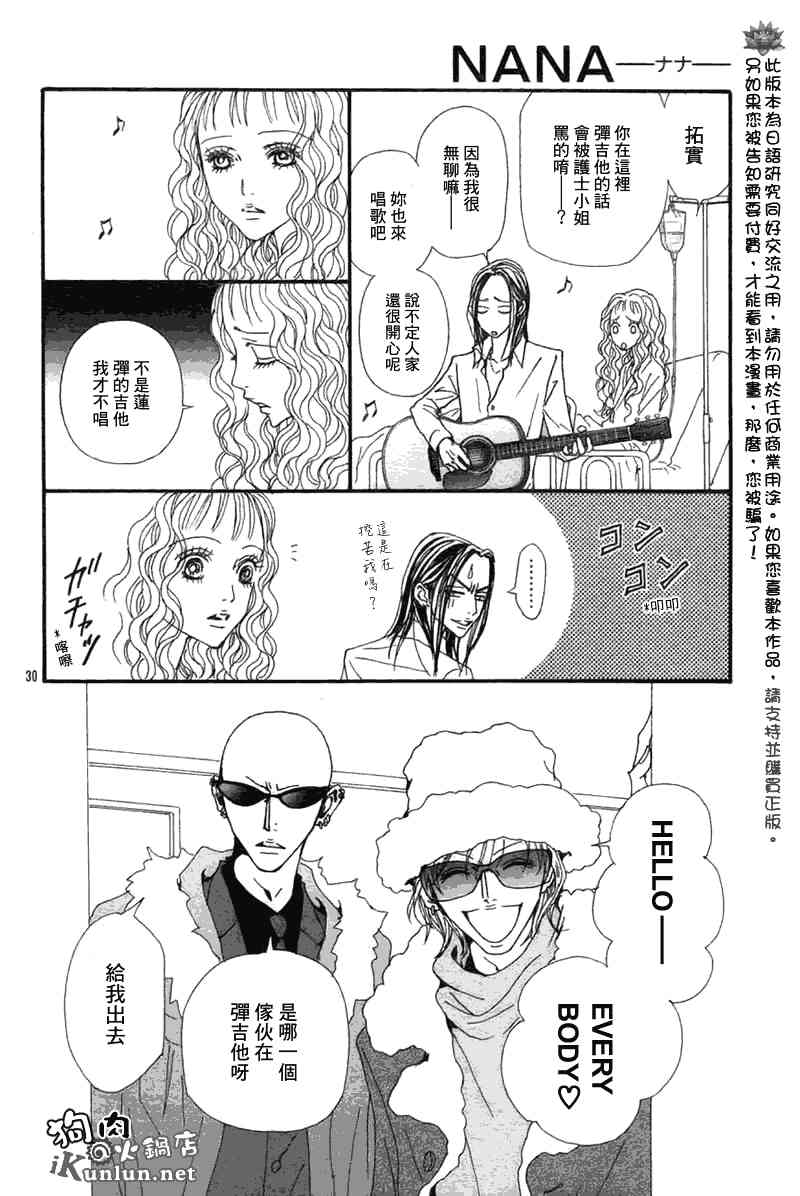 NANA——ナナ——
此版本為日語研究同好交流之用，請勿用於任何商業用途。如果您喜歡本作品，請支持並購買正版。
另如果您被告知需要付費，才能看到本漫畫，那麼，您被騙了！
拓實
你在這裡
彈吉他的話
會被護士小姐
罵的唷——？
因為我很
無聊嘛——
妳也來
唱歌吧
說不定人家
還很開心呢
♪
♪
不是蓮
彈的吉他
我才不唱
コン
コン
*叩叩
………
這是在
挖苦我嗎？
ガチャッ
*喀嚓
30
HELLO——
EVERY
BODY♡
是哪一個
傢伙在
彈吉他呀
給我出去
狗肉
火鍋店
iKunlun.net